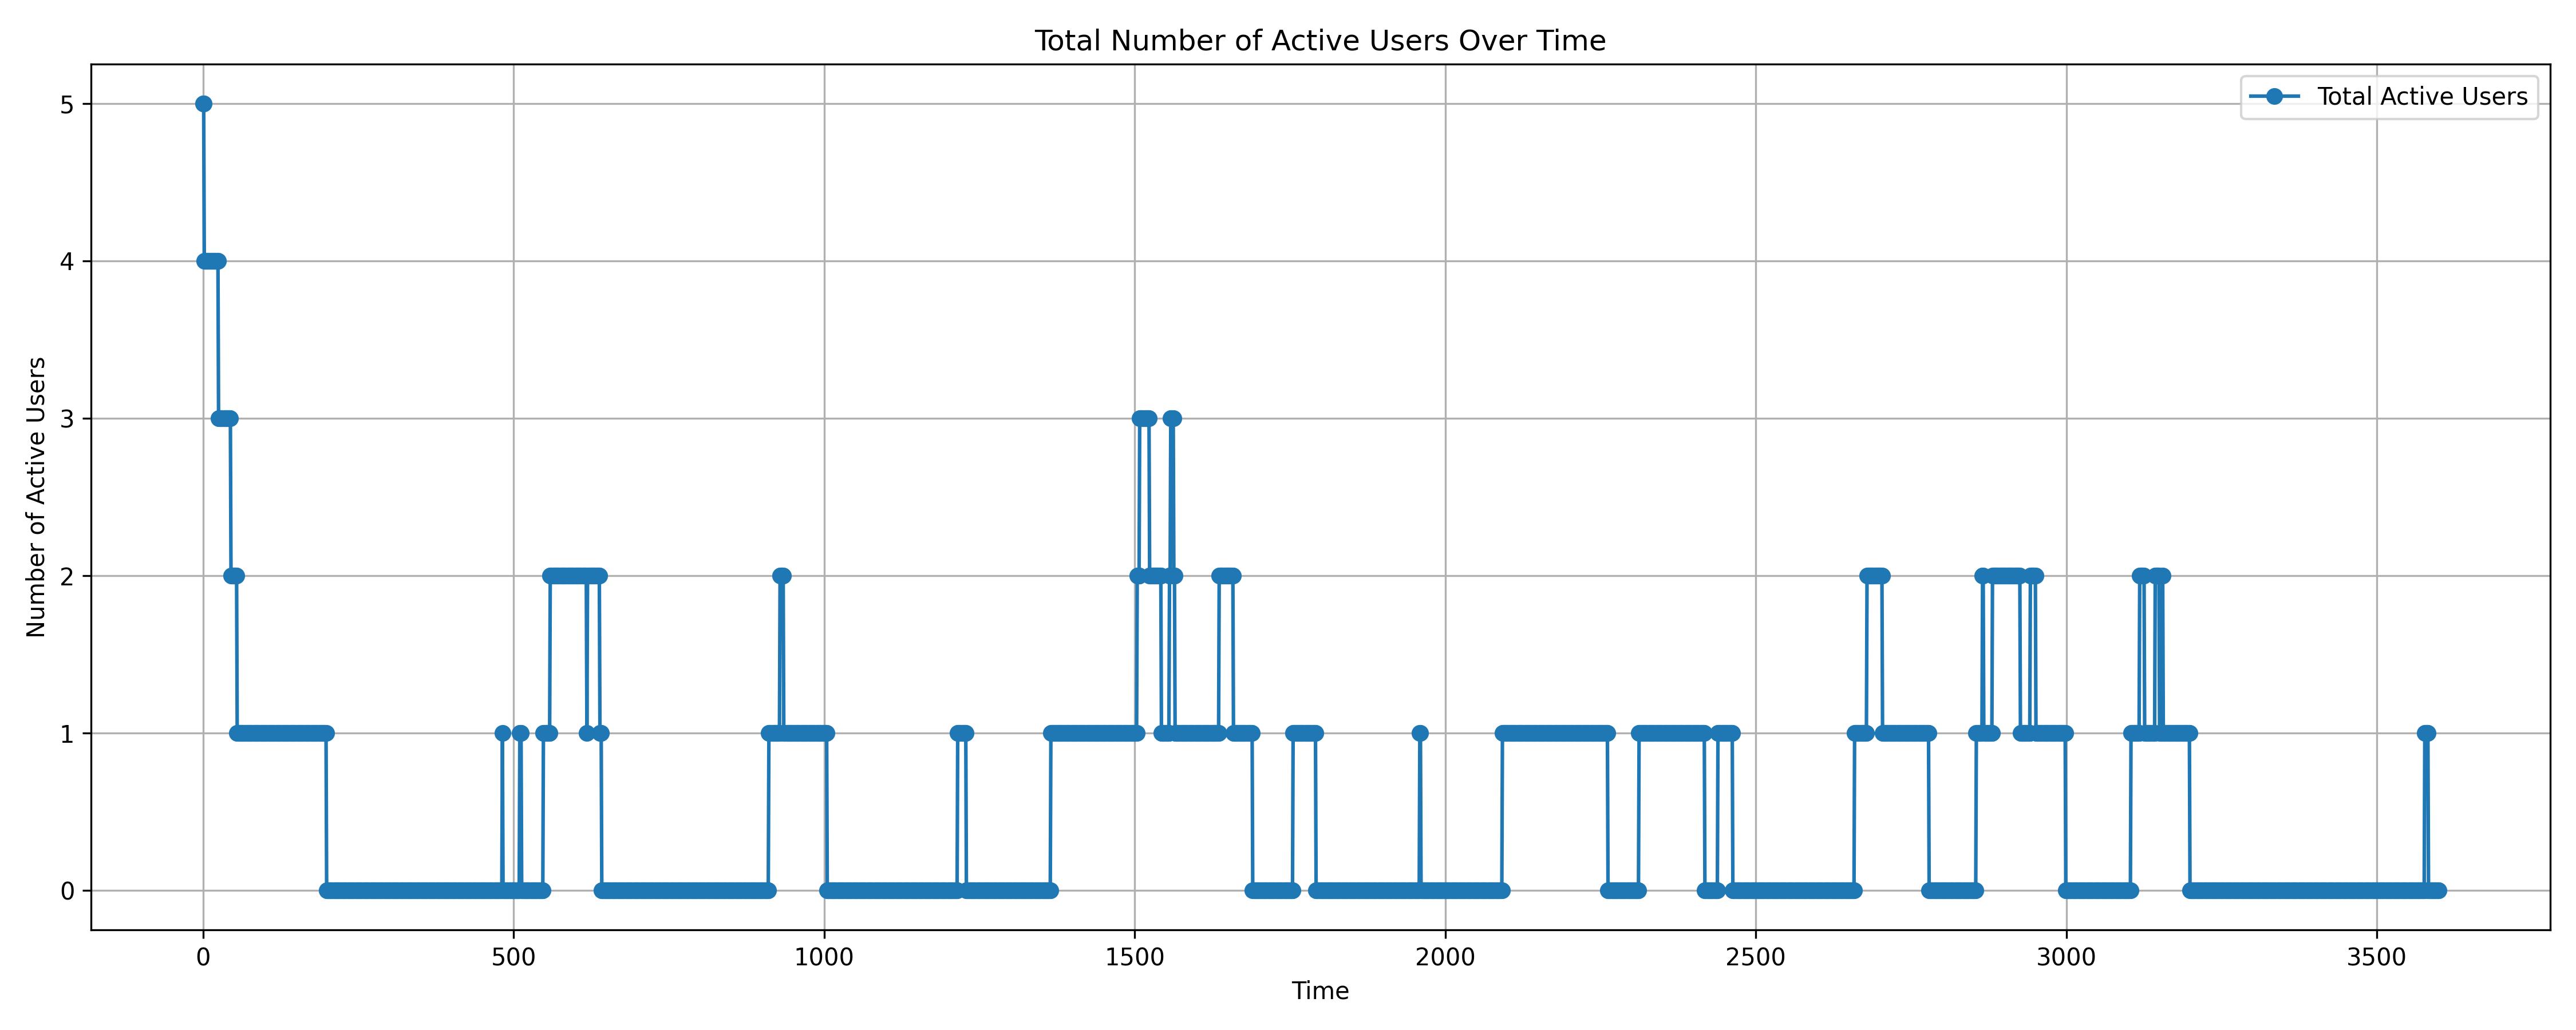 Total Number of Active Users Over Time
Total Active Users
Number of Active Users
5
4
3
2
1
0
0 500 1000 1500 2000 2500 3000 3500
Time